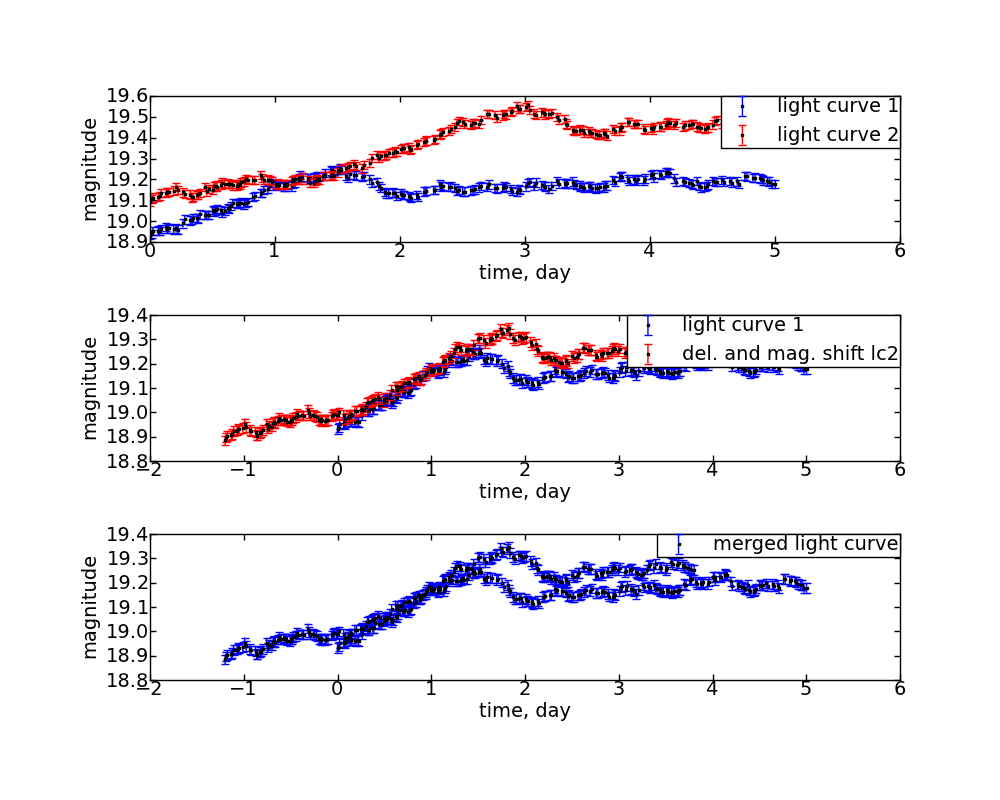 19.6
19.5
19.4
19.3
19.2
19.1
19.0
18.9
magnitude
light curve 1
light curve 2
0 1 2 3 4 5 6
time, day
19.4
19.3
19.2
19.1
19.0
18.9
18.8
magnitude
light curve 1
del. and mag. shift lc2
−2 −1 0 1 2 3 4 5 6
time, day
19.4
19.3
19.2
19.1
19.0
18.9
18.8
magnitude
merged light curve
−2 −1 0 1 2 3 4 5 6
time, day